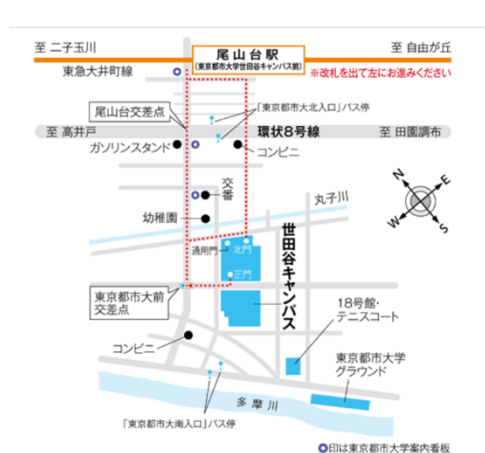 至 二子玉川
尾山台駅
(東京都市大学世田谷キャンパス前)
至 自由が丘
東急大井町線
※改札を出て左にお進みください
尾山台交差点
「東京都市大北入口」バス停
至 高井戸
環状8号線
至 田園調布
ガソリンスタンド
コンビニ
交番
丸子川
幼稚園
通用門
北門
世田谷キャンパス
正門
N
E
W
S
東京都市大前
交差点
18号館・
テニスコート
コンビニ
東京都市大学
グラウンド
多摩川
「東京都市大南入口」バス停
◎印は東京都市大学案内看板